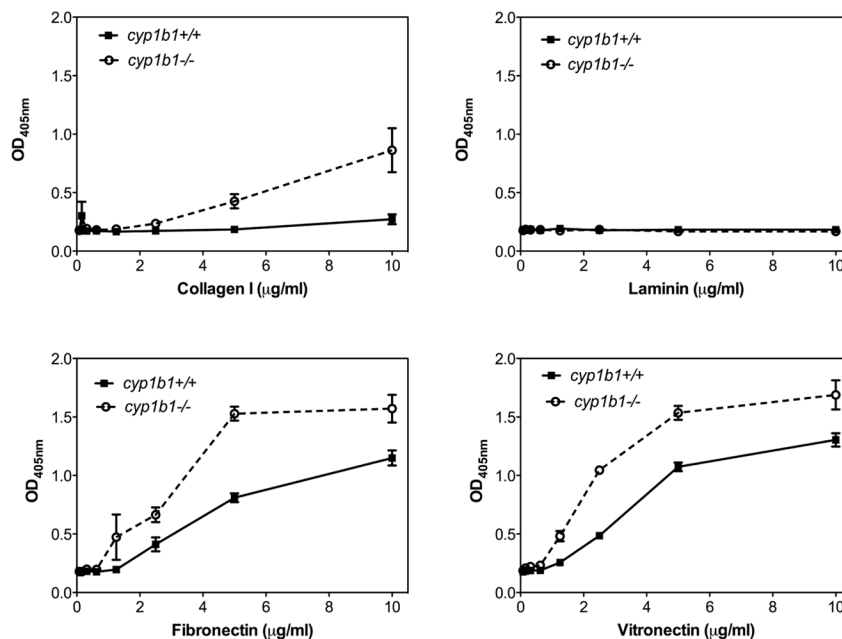 2.0
cyp1b1+/+
cyp1b1-/-
1.5
OD405nm
1.0
0.5
0.0
0 2 4 6 8 10
Collagen I (μg/ml)
2.0
cyp1b1+/+
cyp1b1-/-
1.5
OD405nm
1.0
0.5
0.0
0 2 4 6 8 10
Laminin (μg/ml)
2.0
cyp1b1+/+
cyp1b1-/-
1.5
OD405nm
1.0
0.5
0.0
0 2 4 6 8 10
Fibronectin (μg/ml)
2.0
cyp1b1+/+
cyp1b1-/-
1.5
OD405nm
1.0
0.5
0.0
0 2 4 6 8 10
Vitronectin (μg/ml)